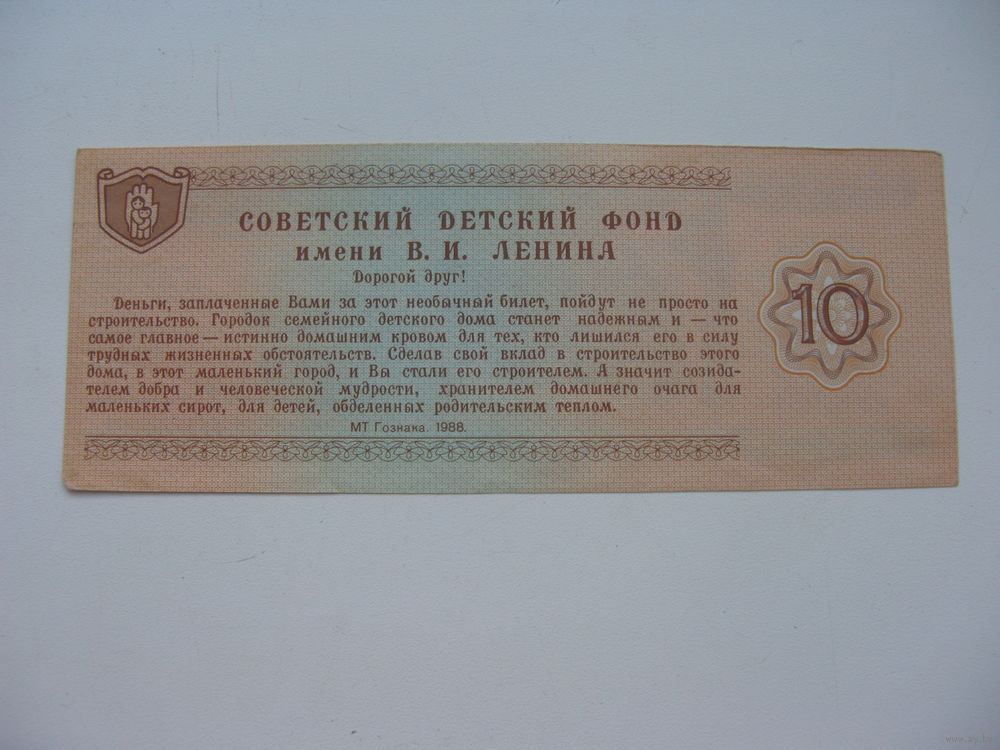 СОВЕТСКИЙ ДЕТСКИЙ ФОНД
имени В. И. ЛЕНИНА
Дорогой друг!
Деньги, заплаченные Вами за этот необычный билет, пойдут не просто на
строительство. Городок семейного детского дома станет надежным и — что
самое главное — истинно домашним кровом для тех, кто лишился его в силу
трудных жизненных обстоятельств. Сделав свой вклад в строительство этого
дома, в этот маленький город, и Вы стали его строителем. А значит созида-
телем добра и человеческой мудрости, хранителем домашнего очага для
маленьких сирот, для детей, обделенных родительским теплом.
МТ Гознака. 1988.
10